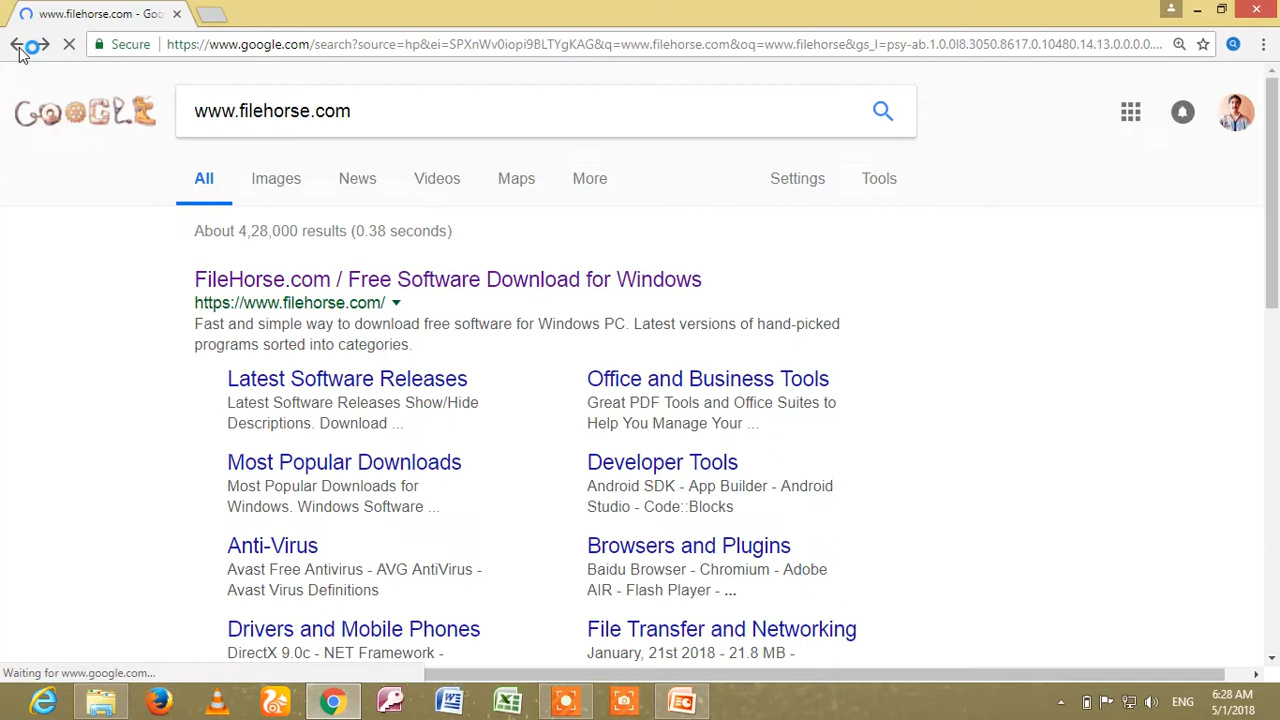 www.filehorse.com - Goo
Secure
https://www.google.com/search?source=hp&ei=SPXnWv0iopi9BLTYgKAG&q=www.filehorse.com&oq=www.filehorse&gs_l=psy-ab.1.0.0l8.3050.8617.0.10480.14.13.0.0.0.0....
GOOGLE
www.filehorse.com
All Images News Videos Maps More Settings Tools
About 4,28,000 results (0.38 seconds)
FileHorse.com / Free Software Download for Windows
https://www.filehorse.com/
Fast and simple way to download free software for Windows PC. Latest versions of hand-picked
programs sorted into categories.
Latest Software Releases
Latest Software Releases Show/Hide
Descriptions. Download ...
Office and Business Tools
Great PDF Tools and Office Suites to
Help You Manage Your ...
Most Popular Downloads
Most Popular Downloads for
Windows. Windows Software ...
Developer Tools
Android SDK - App Builder - Android
Studio - Code::Blocks
Anti-Virus
Avast Free Antivirus - AVG AntiVirus -
Avast Virus Definitions
Browsers and Plugins
Baidu Browser - Chromium - Adobe
AIR - Flash Player - ...
Drivers and Mobile Phones
DirectX 9.0c - NET Framework -
File Transfer and Networking
January, 21st 2018 - 21.8 MB -
Waiting for www.google.com...
ENG
6:28 AM
5/1/2018